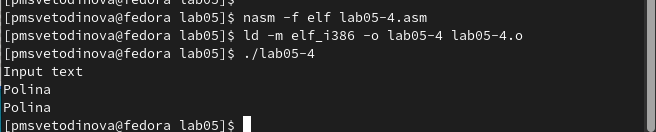 [pmsvetodinova@fedora lab05]$ nasm -f elf lab05-4.asm
[pmsvetodinova@fedora lab05]$ ld -m elf_i386 -o lab05-4 lab05-4.o
[pmsvetodinova@fedora lab05]$ ./lab05-4
Input text
Polina
Polina
[pmsvetodinova@fedora lab05]$